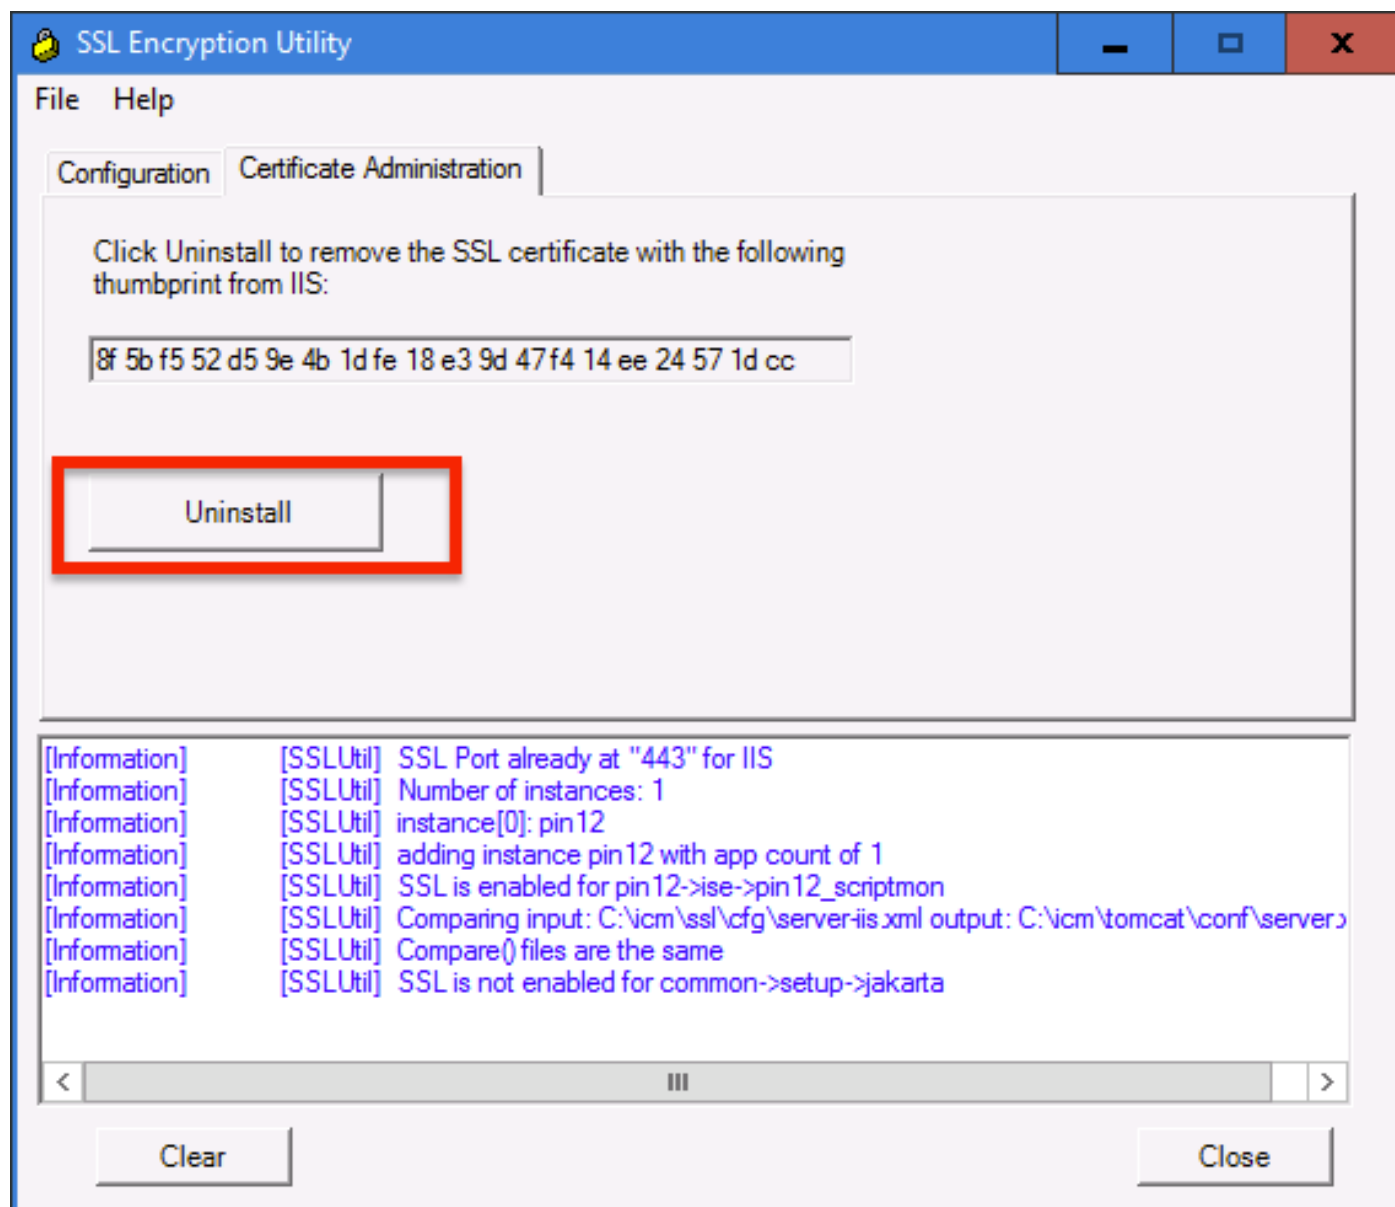 SSL Encryption Utility
File Help
Configuration Certificate Administration
Click Uninstall to remove the SSL certificate with the following
thumbprint from IIS:
8f 5b f5 52 d5 9e 4b 1d fe 18 e3 9d 47 f4 14 ee 24 57 1d cc
Uninstall
[Information] [SSLUtil] SSL Port already at "443" for IIS
[Information] [SSLUtil] Number of instances: 1
[Information] [SSLUtil] instance[0]: pin12
[Information] [SSLUtil] adding instance pin12 with app count of 1
[Information] [SSLUtil] SSL is enabled for pin12->ise->pin12_scriptmon
[Information] [SSLUtil] Comparing input: C:\icm\ssl\cfg\server-iis.xml output: C:\icm\tomcat\conf\server.x
[Information] [SSLUtil] Compare() files are the same
[Information] [SSLUtil] SSL is not enabled for common->setup->jakarta
Clear Close